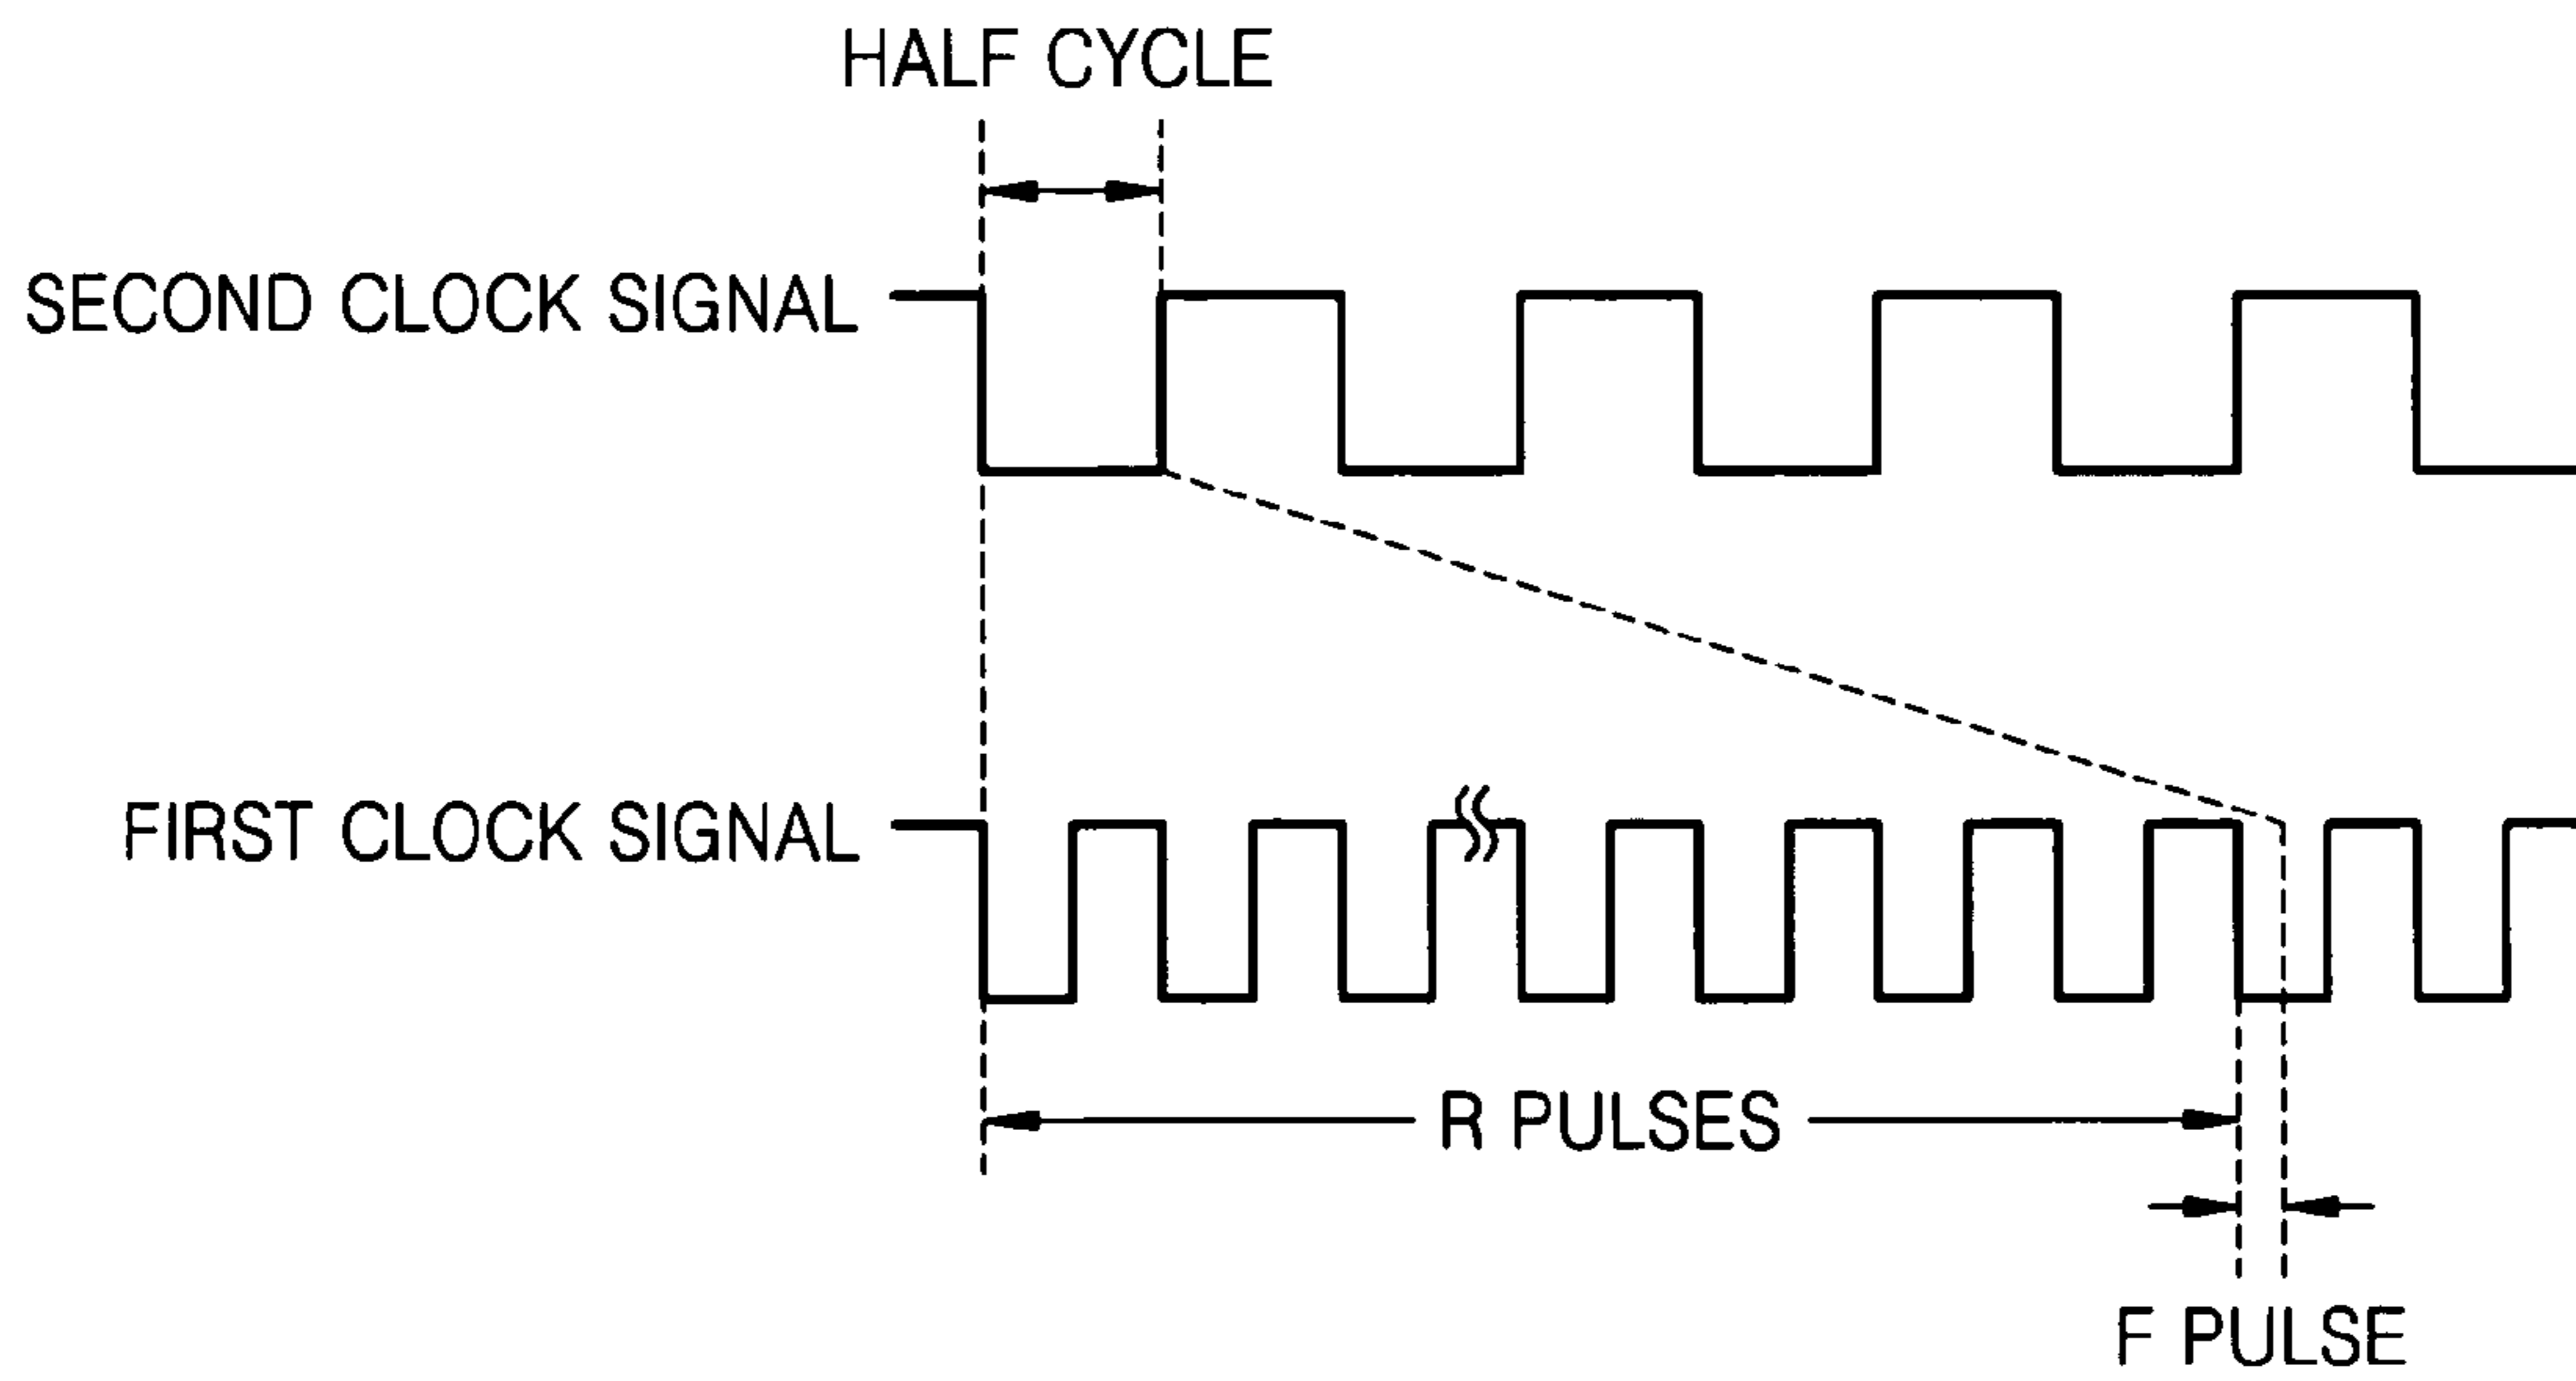 HALF CYCLE
SECOND CLOCK SIGNAL
FIRST CLOCK SIGNAL
R PULSES
F PULSE